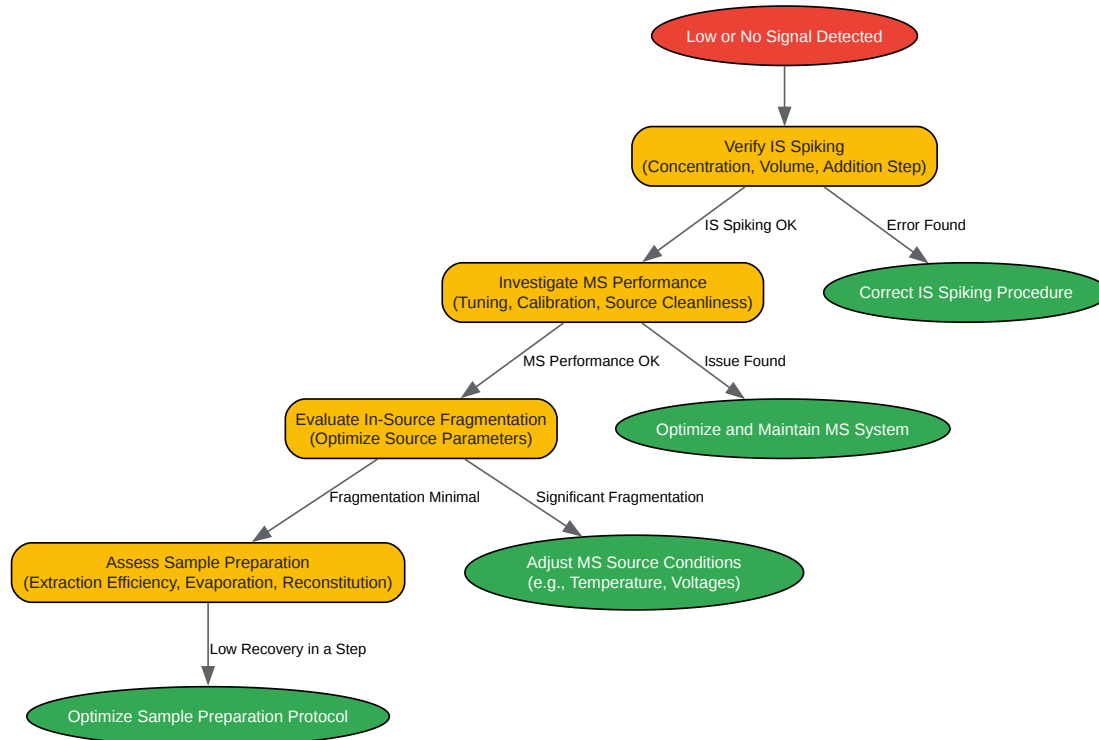 Low or No Signal Detected
Verify IS Spiking
(Concentration, Volume, Addition Step)
IS Spiking OK
Error Found
Investigate MS Performance
(Tuning, Calibration, Source Cleanliness)
Correct IS Spiking Procedure
MS Performance OK
Issue Found
Evaluate In-Source Fragmentation
(Optimize Source Parameters)
Optimize and Maintain MS System
Fragmentation Minimal
Significant Fragmentation
Assess Sample Preparation
(Extraction Efficiency, Evaporation, Reconstitution)
Adjust MS Source Conditions
(e.g., Temperature, Voltages)
Low Recovery in a Step
Optimize Sample Preparation Protocol